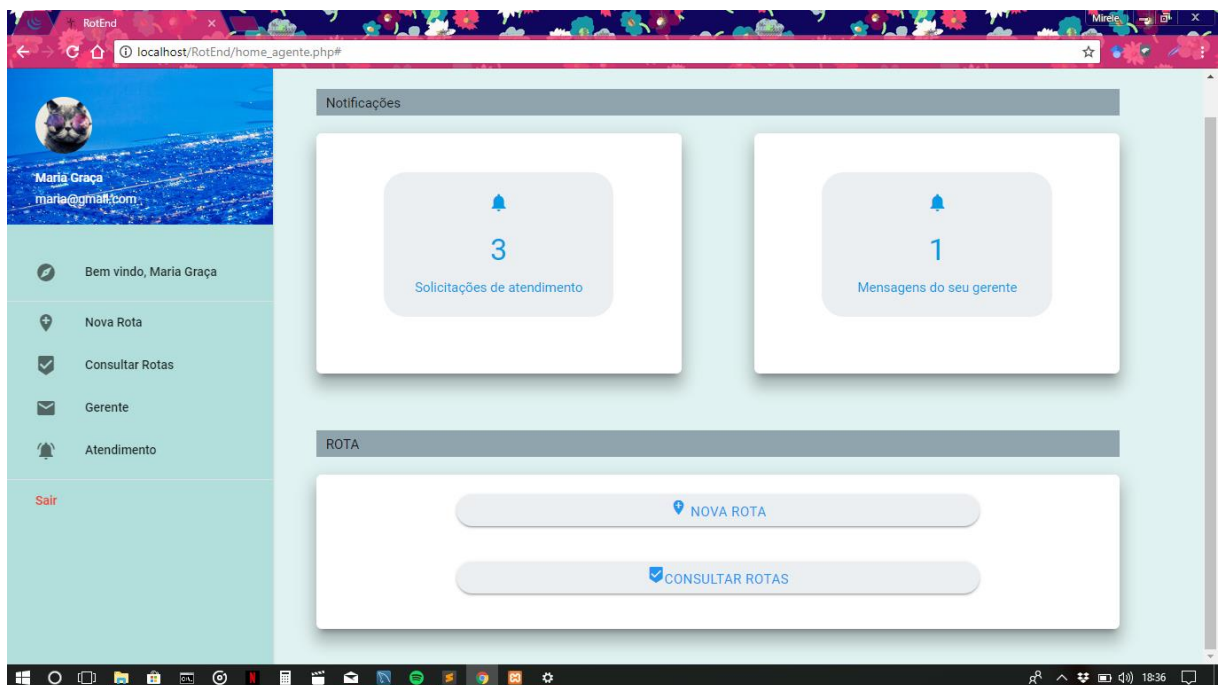 RotEnd
Mirele
localhost/RotEnd/home_agente.php#
Maria Graça
maria@gmail.com
Bem vindo, Maria Graça
Nova Rota
Consultar Rotas
Gerente
Atendimento
Sair
Notificações
3
Solicitações de atendimento
1
Mensagens do seu gerente
ROTA
NOVA ROTA
CONSULTAR ROTAS
18:36